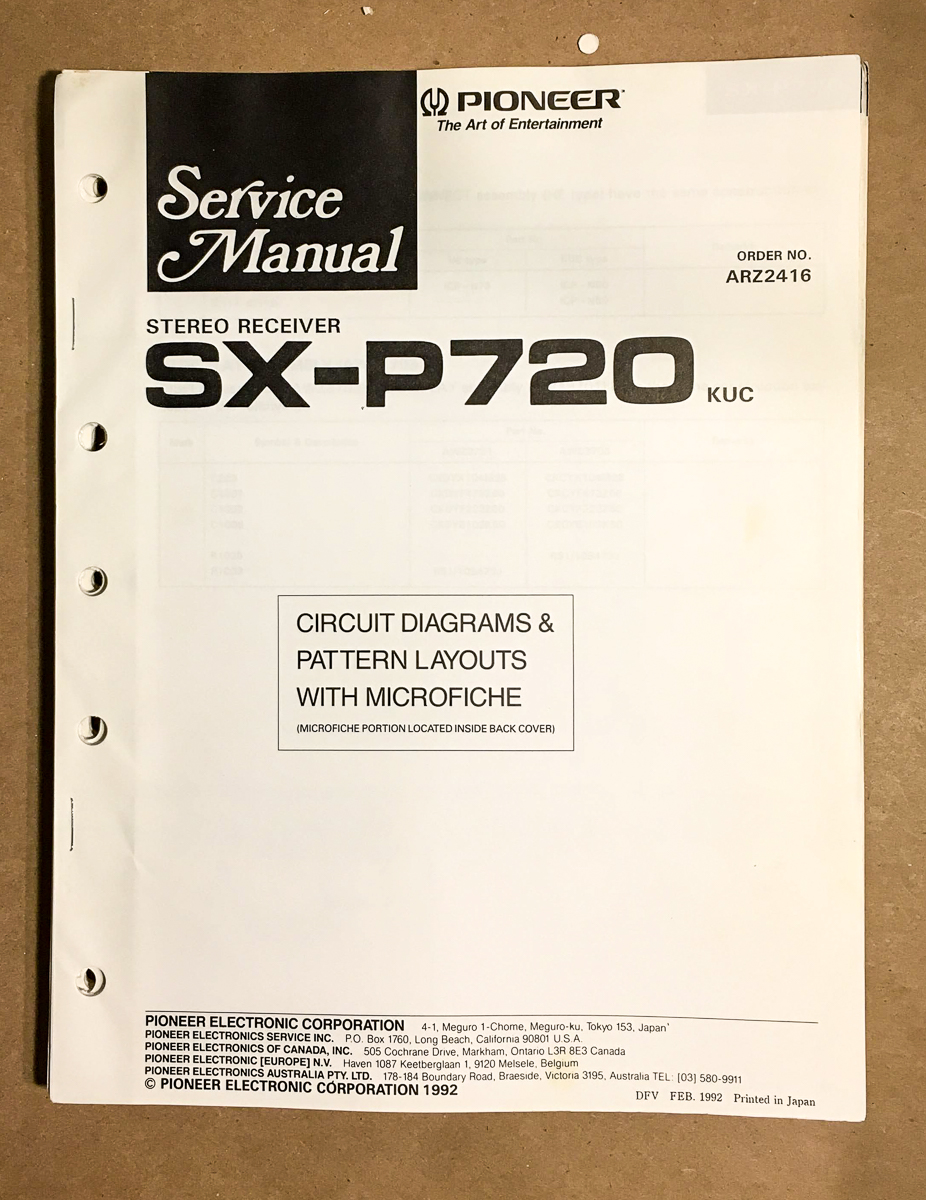 PIONEER
The Art of Entertainment
Service
Manual
ORDER NO.
ARZ2416
STEREO RECEIVER
SX-P720 KUC
CIRCUIT DIAGRAMS &
PATTERN LAYOUTS
WITH MICROFICHE
(MICROFICHE PORTION LOCATED INSIDE BACK COVER)
PIONEER ELECTRONIC CORPORATION 4-1, Meguro 1-Chome, Meguro-ku, Tokyo 153, Japan
PIONEER ELECTRONICS SERVICE INC. P.O. Box 1760, Long Beach, California 90801 U.S.A.
PIONEER ELECTRONICS OF CANADA, INC. 505 Cochrane Drive, Markham, Ontario L3R 8E3 Canada
PIONEER ELECTRONIC [EUROPE] N.V. Haven 1087 Keetberglaan 1, 9120 Melsele, Belgium
PIONEER ELECTRONICS AUSTRALIA PTY. LTD. 178-184 Boundary Road, Braeside, Victoria 3195, Australia TEL: [03] 580-9911
© PIONEER ELECTRONIC CORPORATION 1992
DFV FEB. 1992 Printed in Japan